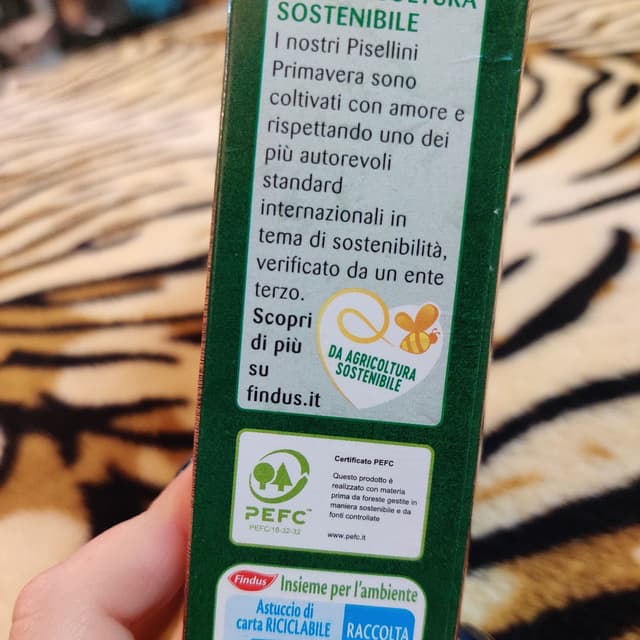 SOSTENIBILE
I nostri Pisellini
Primavera sono
coltivati con amore e
rispettando uno dei
più autorevoli
standard
internazionali in
tema di sostenibilità,
verificato da un ente
terzo.
Scopri
di più
su
findus.it
DA AGRICOLTURA
SOSTENIBILE
PEFC™
PEFC/18-32-32
Certificato PEFC
Questo prodotto è
realizzato con materia
prima da foreste gestite in
maniera sostenibile e da
fonti controllate
www.pefc.it
Findus
Insieme per l'ambiente
Astuccio di
carta RICICLABILE
RACCOLTA